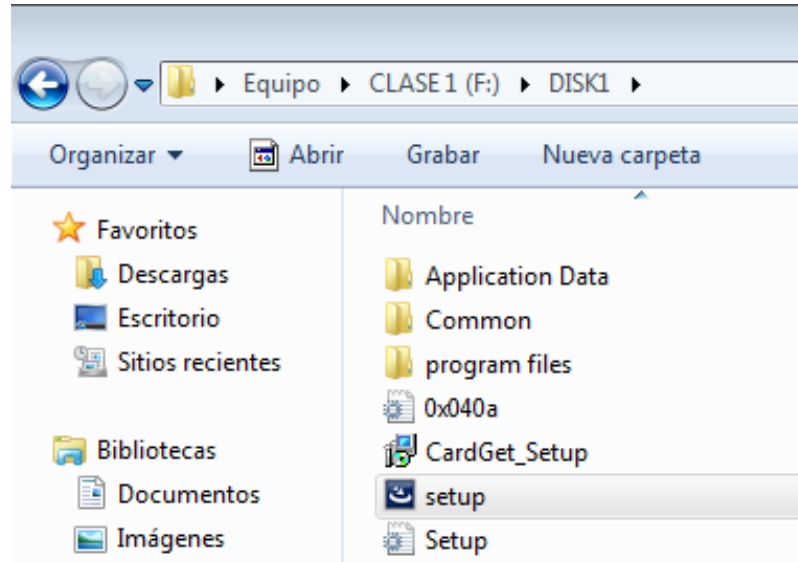 Equipo CLASE 1 (F:) DISK1
Organizar Abrir Grabar Nueva carpeta
Favoritos
Descargas
Escritorio
Sitios recientes
Bibliotecas
Documentos
Imágenes
Nombre
Application Data
Common
program files
0x040a
CardGet_Setup
setup
Setup